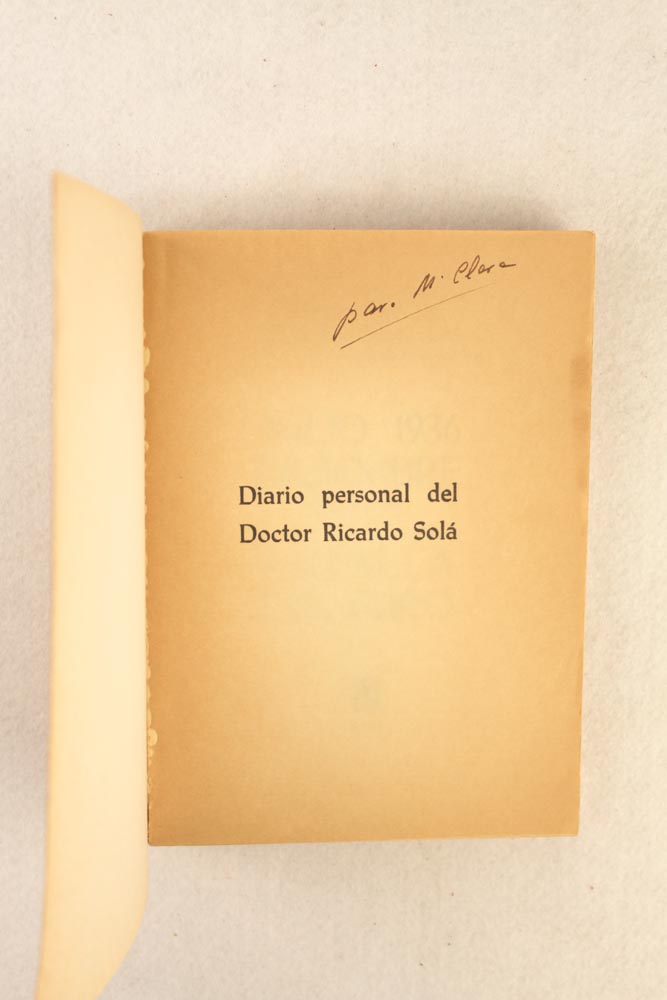 par. M. Clara
Diario personal del
Doctor Ricardo Solá